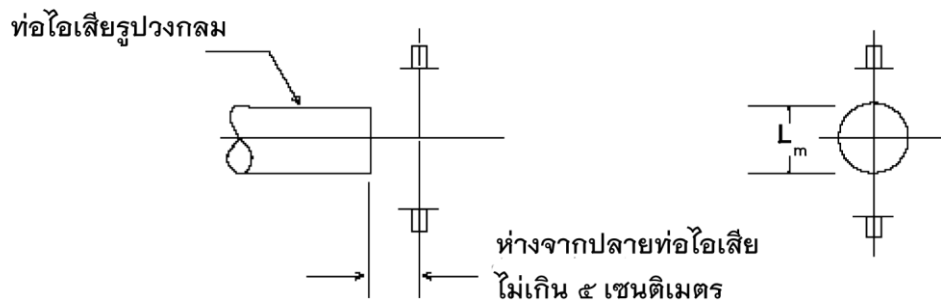 ท่อไอเสียรูปวงกลม
L m
ห่างจากปลายท่อไอเสีย
ไม่เกิน ๕ เซนติเมตร